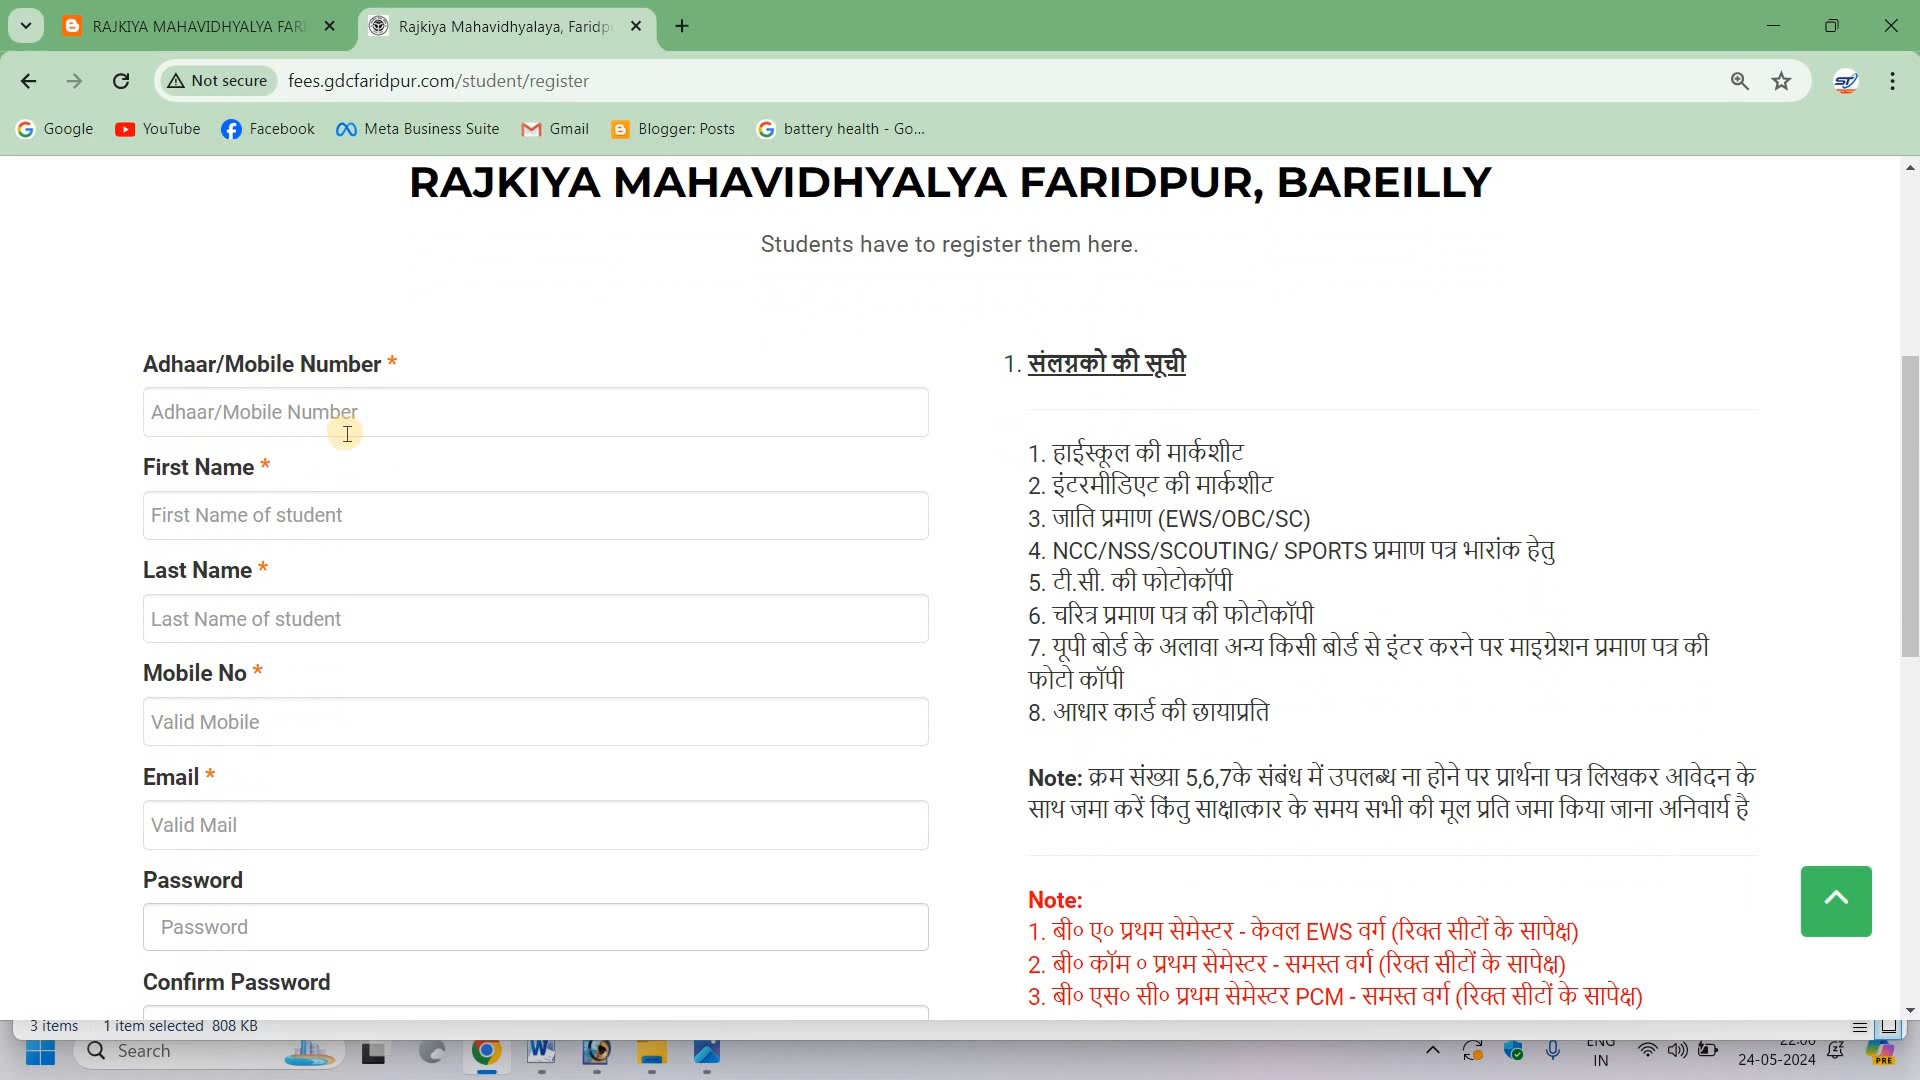 RAJKIYA MAHAVIDHYALYA FARI
Rajkiya Mahavidhyalaya, Faridp
Not secure
fees.gdcfaridpur.com/student/register
Google
YouTube
Facebook
Meta Business Suite
Gmail
Blogger: Posts
battery health - Go...
RAJKIYA MAHAVIDHYALYA FARIDPUR, BAREILLY
Students have to register them here.
Adhaar/Mobile Number *
Adhaar/Mobile Number
First Name *
First Name of student
Last Name *
Last Name of student
Mobile No *
Valid Mobile
Email *
Valid Mail
Password
Password
Confirm Password
1. संलग्नको की सूची
1. हाईस्कूल की मार्कशीट
2. इंटरमीडिएट की मार्कशीट
3. जाति प्रमाण (EWS/OBC/SC)
4. NCC/NSS/SCOUTING/ SPORTS प्रमाण पत्र भारांक हेतु
5. टी.सी. की फोटोकॉपी
6. चरित्र प्रमाण पत्र की फोटोकॉपी
7. यूपी बोर्ड के अलावा अन्य किसी बोर्ड से इंटर करने पर माइग्रेशन प्रमाण पत्र की
फोटो कॉपी
8. आधार कार्ड की छायाप्रति
Note: क्रम संख्या 5,6,7के संबंध में उपलब्ध ना होने पर प्रार्थना पत्र लिखकर आवेदन के
साथ जमा करें किंतु साक्षात्कार के समय सभी की मूल प्रति जमा किया जाना अनिवार्य है
Note:
1. बी० ए० प्रथम सेमेस्टर - केवल EWS वर्ग (रिक्त सीटों के सापेक्ष)
2. बी० कॉम ० प्रथम सेमेस्टर - समस्त वर्ग (रिक्त सीटों के सापेक्ष)
3. बी० एस० सी० प्रथम सेमेस्टर PCM - समस्त वर्ग (रिक्त सीटों के सापेक्ष)
3 items 1 item selected 808 KB
Search
ENG
IN
22:06
24-05-2024
PRE